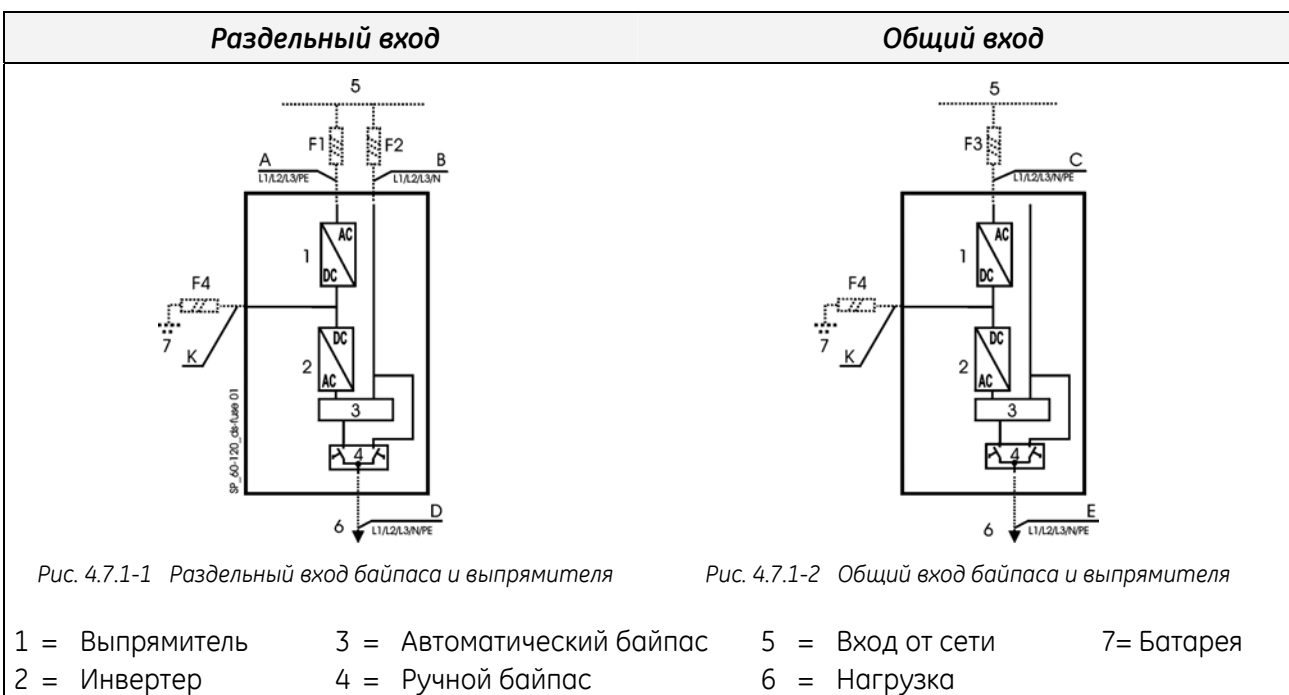 Раздельный вход Общий вход
5 5
F1 F2 F3
A B C
L1/L2/L3/PE L1/L2/L3/N L1/L2/L3/N/PE
AC AC
1 1
DC DC
F4 F4
7 K 7 K
DC DC
2 2
AC AC
3 3
4 4
SP_60-120_ds-fuse 01
D E
6 L1/L2/L3/N/PE 6 L1/L2/L3/N/PE
Рис. 4.7.1-1 Раздельный вход байпаса и выпрямителя Рис. 4.7.1-2 Общий вход байпаса и выпрямителя
1 = Выпрямитель 3 = Автоматический байпас 5 = Вход от сети 7= Батарея
2 = Инвертер 4 = Ручной байпас 6 = Нагрузка